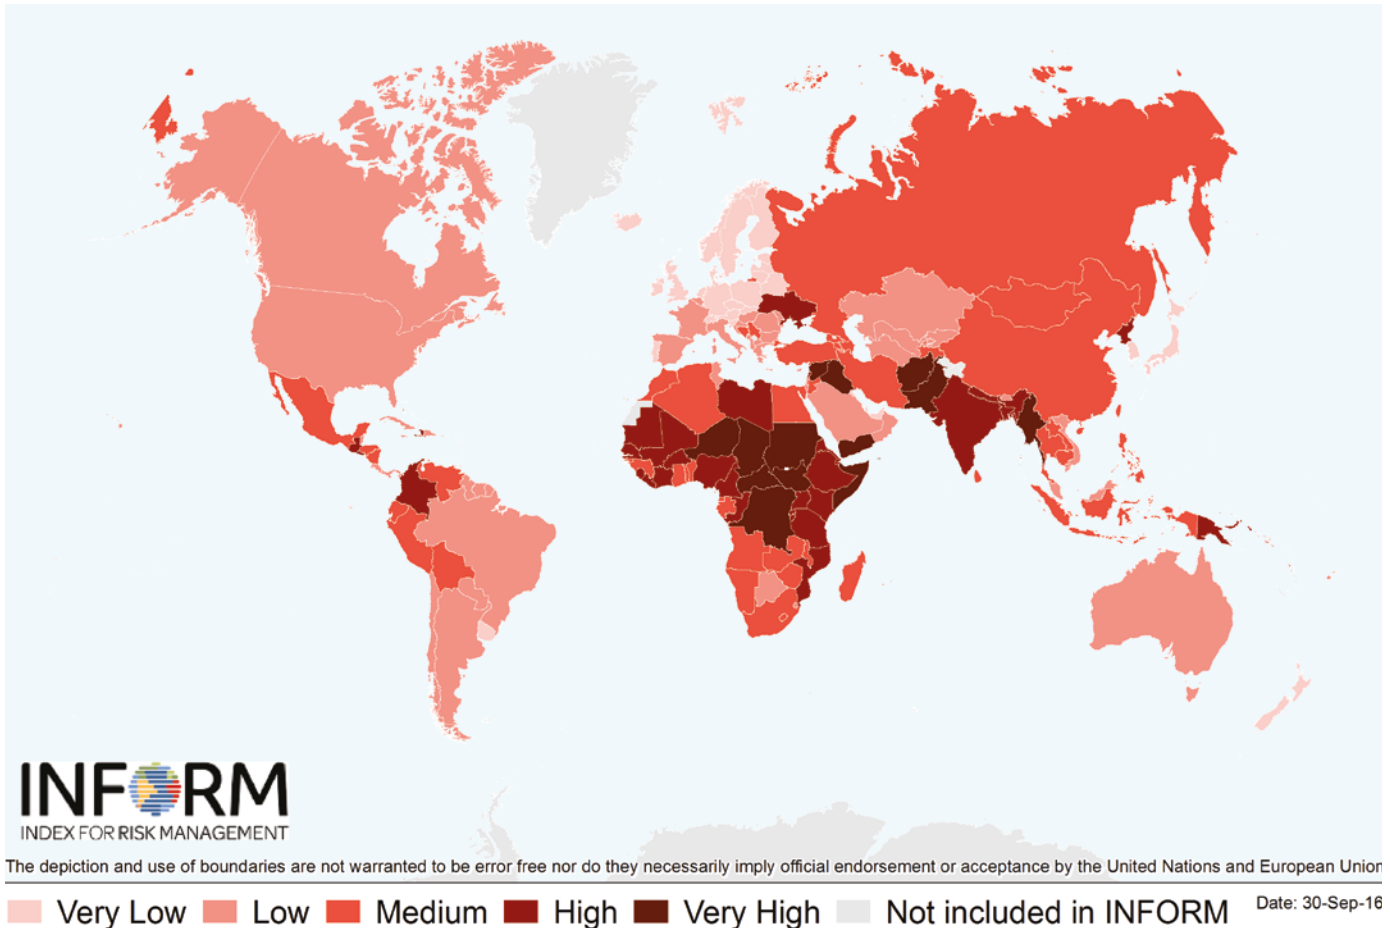 INFORM
INDEX FOR RISK MANAGEMENT
The depiction and use of boundaries are not warranted to be error free nor do they necessarily imply official endorsement or acceptance by the United Nations and European Union
Very Low Low Medium High Very High Not included in INFORM Date: 30-Sep-16